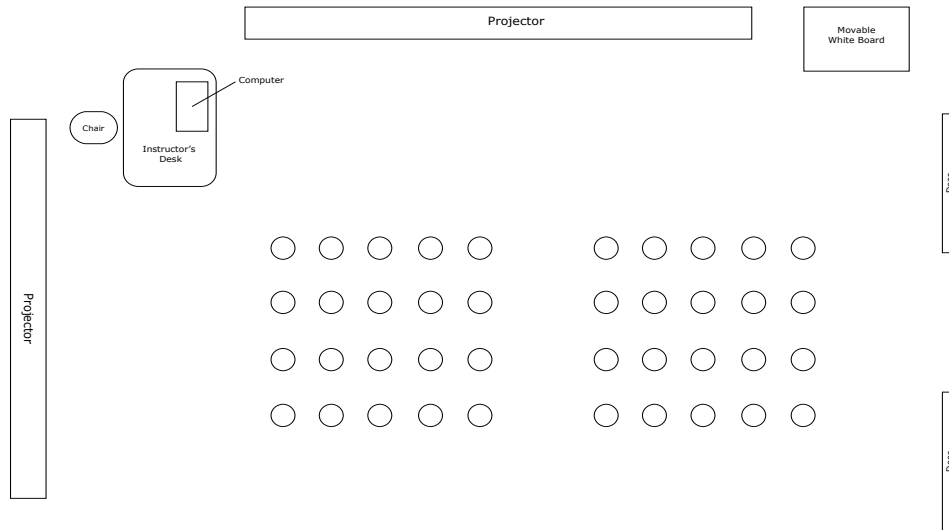 Projector
Movable
White Board
Computer
Chair
Instructor's
Desk
Projector